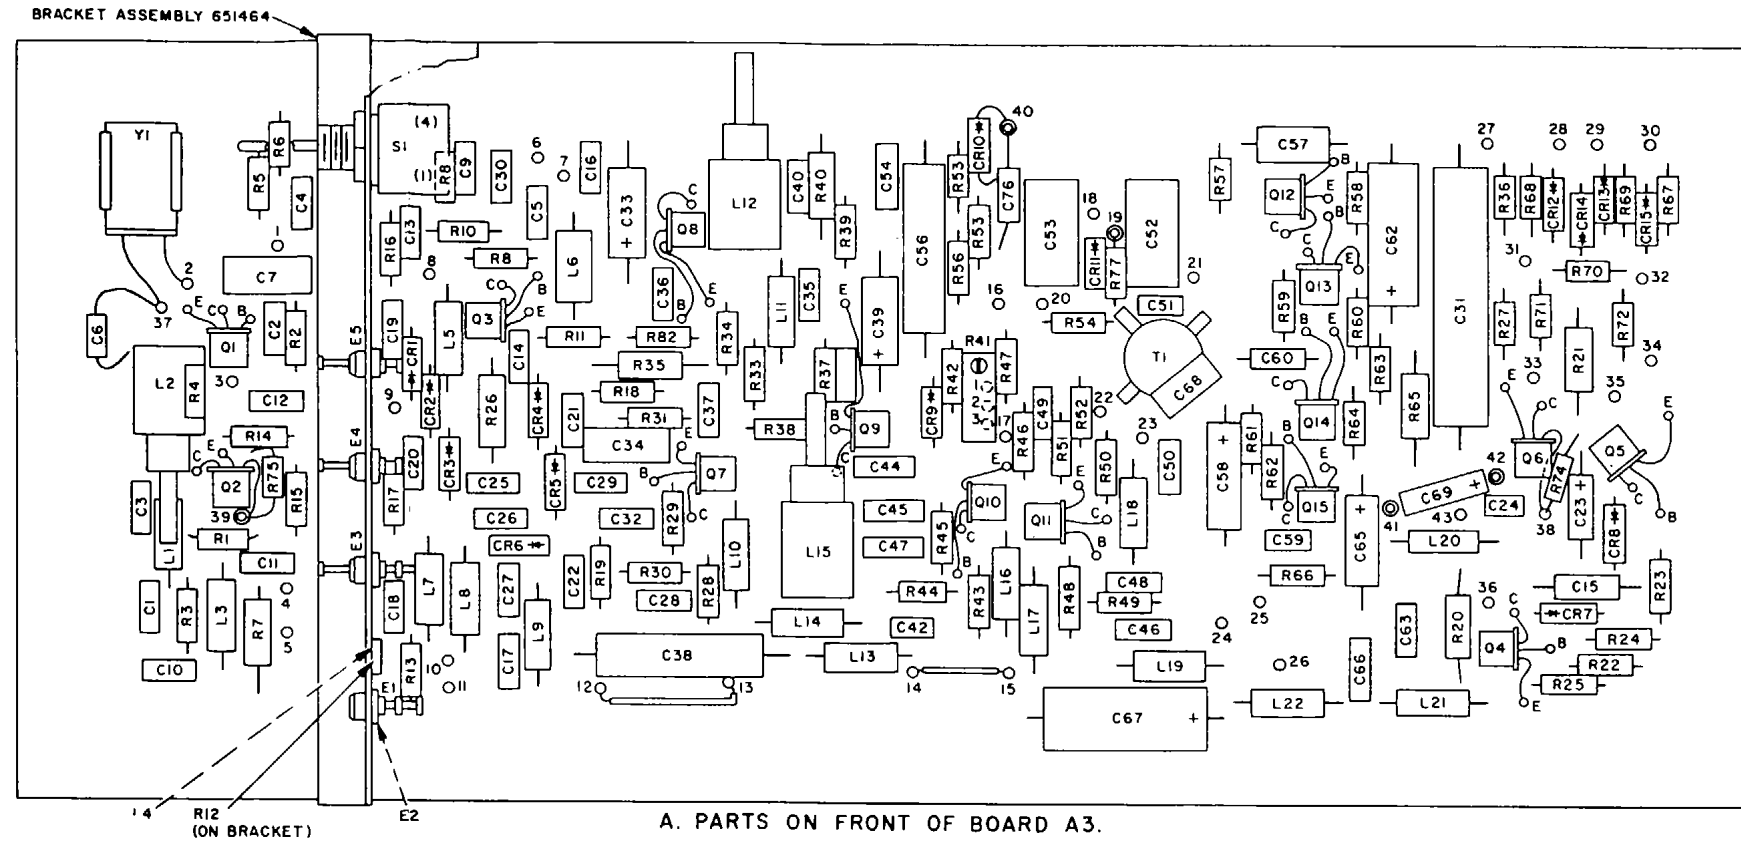 BRACKET ASSEMBLY 651464
Y1
R6
R5
C4
S1
(4)
(1)
R8
C9
C30
6
7
C16
C5
C33
+
C
Q8
L12
C40
R40
R39
C54
C56
R53
CR10
40
C76
R53
R56
C53
18
19
C52
CR11
R77
21
R57
C57
B
Q12
E
C
B
R58
C62
+
C31
27
28
29
30
R36
R68
CR12
CR14
CR13
R69
CR15
R67
31
R70
32
1
2
C7
37
C6
E
C
B
Q1
C2
R2
3
R16
C13
R10
R8
8
L6
C
B
E
Q3
C19
E5
CR1
L5
C14
R11
C36
B
E
R82
R34
L11
C35
E
C39
+
16
20
R54
C51
T1
C68
R59
Q13
C
E
B
E
R60
C60
R63
R65
R27
R71
R21
R72
33
34
35
L2
R4
C12
9
CR2
R26
CR4
R35
R18
R31
C21
C34
C37
R33
R37
R38
B
Q9
C
CR9
R42
R41
2
3
17
R47
R46
C49
R51
R52
22
R50
23
C50
C58
+
R61
R62
C
Q14
R64
B
E
C
Q15
E
C
Q6
R74
Q5
E
C
B
R14
E
C
Q2
R75
R15
39
C3
L1
R1
C11
E4
C20
CR3
R17
C25
C26
CR5
C29
C32
CR6
E
B
Q7
C
R29
L10
L15
C44
C45
C47
R45
E
Q10
C
B
Q11
E
C
B
L18
C59
R66
C65
+
41
C69
+
42
C24
43
L20
38
C23
+
CR8
E3
L7
C18
L8
C27
C22
R19
R30
C28
R28
R44
R43
L16
L17
R48
C48
R49
C46
C1
R3
L3
R7
4
5
C10
R13
10
11
C17
L9
C38
12
13
L14
L13
C42
14
15
24
25
26
L19
C67
+
L22
C66
C63
L21
R20
36
C
Q4
B
E
C15
CR7
R24
R22
R25
R23
E1
R12
(ON BRACKET)
E2
A. PARTS ON FRONT OF BOARD A3.